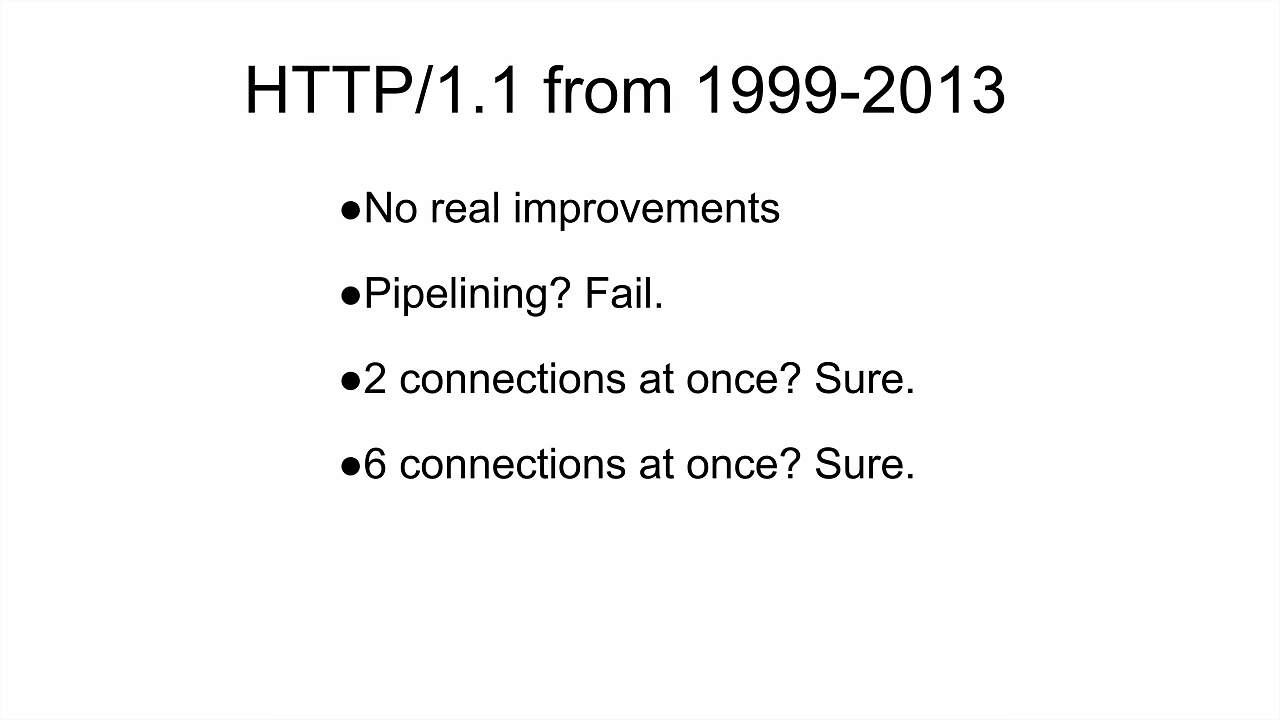 HTTP/1.1 from 1999-2013
●No real improvements
●Pipelining? Fail.
●2 connections at once? Sure.
●6 connections at once? Sure.